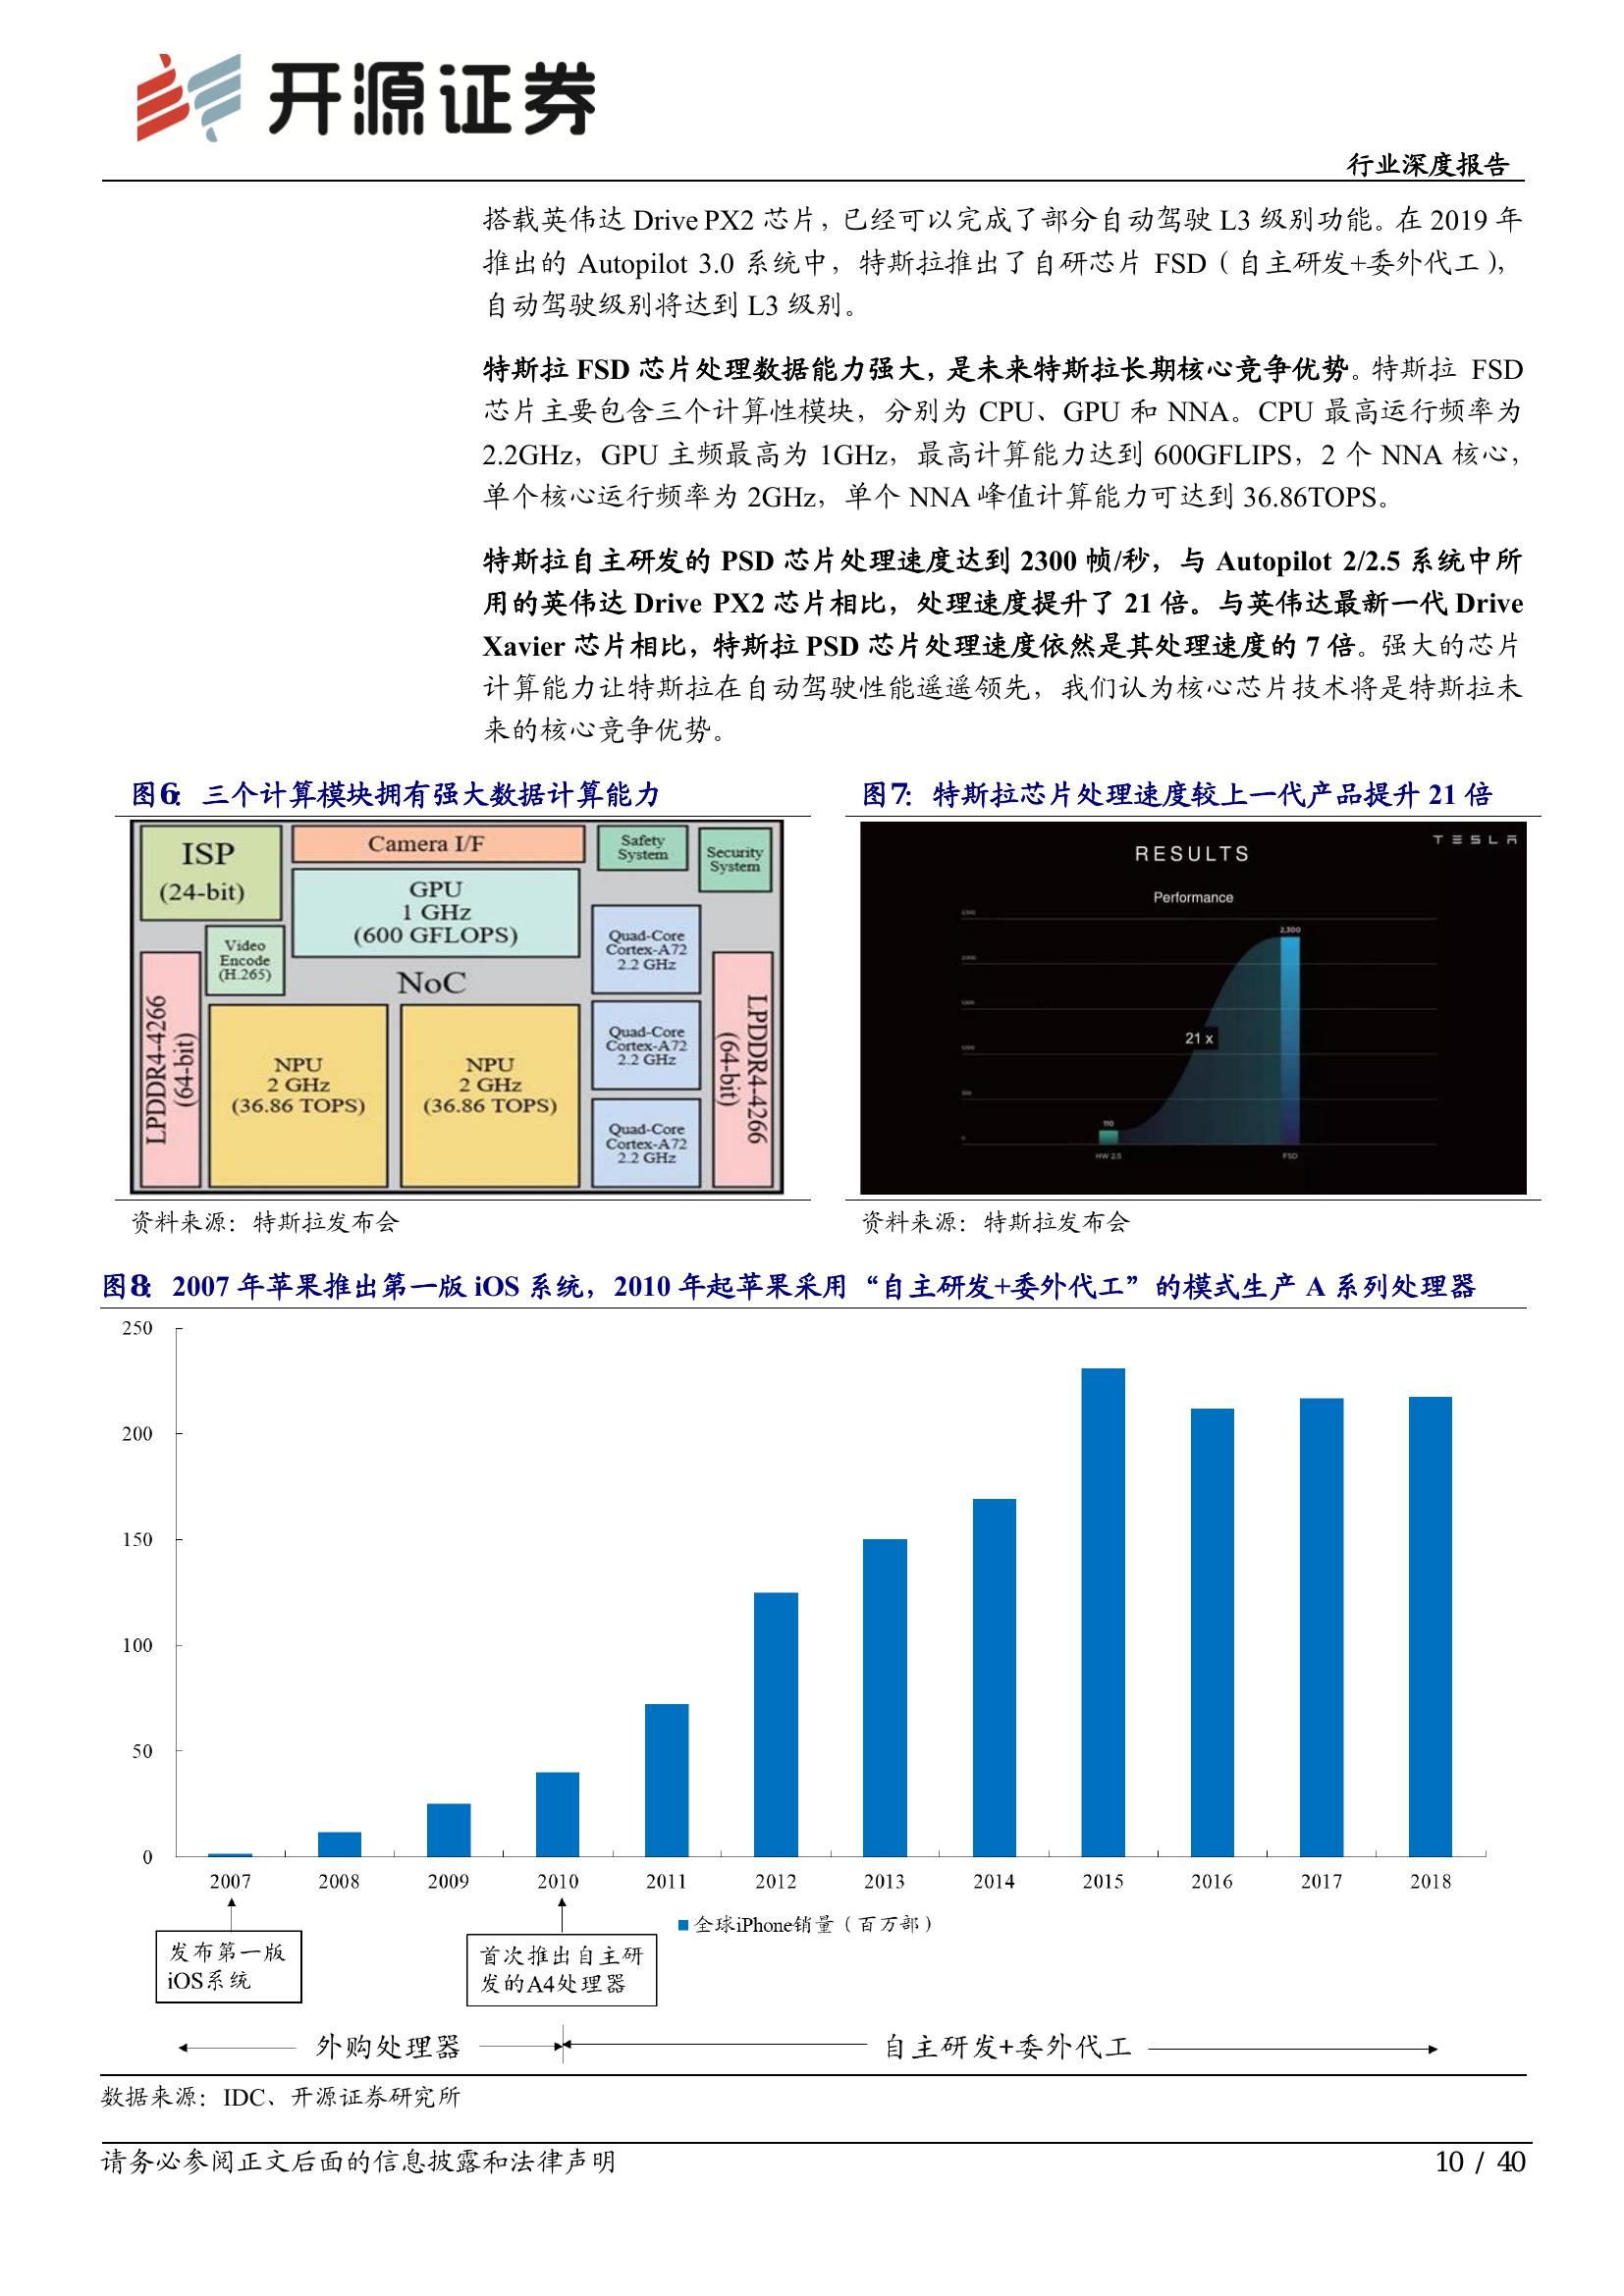 开源证券
行业深度报告
搭载英伟达 Drive PX2 芯片，已经可以完成了部分自动驾驶 L3 级别功能。在 2019 年
推出的 Autopilot 3.0 系统中，特斯拉推出了自研芯片 FSD（自主研发+委外代工），
自动驾驶级别将达到 L3 级别。
特斯拉 FSD 芯片处理数据能力强大，是未来特斯拉长期核心竞争优势。特斯拉 FSD
芯片主要包含三个计算性模块，分别为 CPU、GPU 和 NNA。CPU 最高运行频率为
2.2GHz，GPU 主频最高为 1GHz，最高计算能力达到 600GFLIPS，2 个 NNA 核心，
单个核心运行频率为 2GHz，单个 NNA 峰值计算能力可达到 36.86TOPS。
特斯拉自主研发的 PSD 芯片处理速度达到 2300 帧/秒，与 Autopilot 2/2.5 系统中所
用的英伟达 Drive PX2 芯片相比，处理速度提升了 21 倍。与英伟达最新一代 Drive
Xavier 芯片相比，特斯拉 PSD 芯片处理速度依然是其处理速度的 7 倍。强大的芯片
计算能力让特斯拉在自动驾驶性能遥遥领先，我们认为核心芯片技术将是特斯拉未
来的核心竞争优势。
图6：三个计算模块拥有强大数据计算能力
ISP
(24-bit)
Camera I/F
Safety
System
Security
System
GPU
1 GHz
(600 GFLOPS)
Video
Encode
(H.265)
NoC
Quad-Core
Cortex-A72
2.2 GHz
LPDDR4-4266
(64-bit)
NPU
2 GHz
(36.86 TOPS)
NPU
2 GHz
(36.86 TOPS)
Quad-Core
Cortex-A72
2.2 GHz
Quad-Core
Cortex-A72
2.2 GHz
LPDDR4-4266
(64-bit)
资料来源：特斯拉发布会
图7：特斯拉芯片处理速度较上一代产品提升 21 倍
TESLA
RESULTS
Performance
2,300
2000
1500
1000
500
0
21 x
110
HW 2.5
FSD
资料来源：特斯拉发布会
图8：2007 年苹果推出第一版 iOS 系统，2010 年起苹果采用“自主研发+委外代工”的模式生产 A 系列处理器
250
200
150
100
50
0
2007 2008 2009 2010 2011 2012 2013 2014 2015 2016 2017 2018
全球iPhone销量（百万部）
发布第一版
iOS系统
首次推出自主研
发的A4处理器
外购处理器
自主研发+委外代工
数据来源：IDC、开源证券研究所
请务必参阅正文后面的信息披露和法律声明
10 / 40